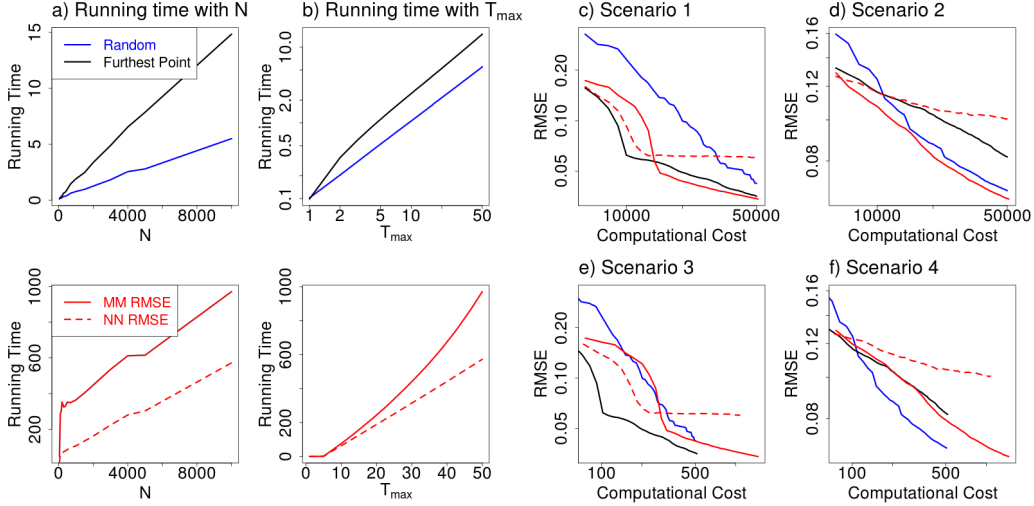 a) Running time with N
15
10
5
0
Running Time
Random
Furthest Point
0
4000
10000
N
b) Running time with Tmax
10.0
2.0
0.5
0.1
Running Time
1
2
5
10
50
Tmax
c) Scenario 1
0.20
0.10
0.05
RMSE
10000
50000
Computational Cost
d) Scenario 2
0.16
0.12
0.08
RMSE
10000
50000
Computational Cost
1000
600
200
Running Time
MM RMSE
NN RMSE
0
4000
10000
N
1000
600
200
0
Running Time
0
10
20
30
40
50
Tmax
e) Scenario 3
0.20
0.10
0.05
RMSE
100
500
Computational Cost
f) Scenario 4
0.16
0.12
0.08
RMSE
100
500
Computational Cost